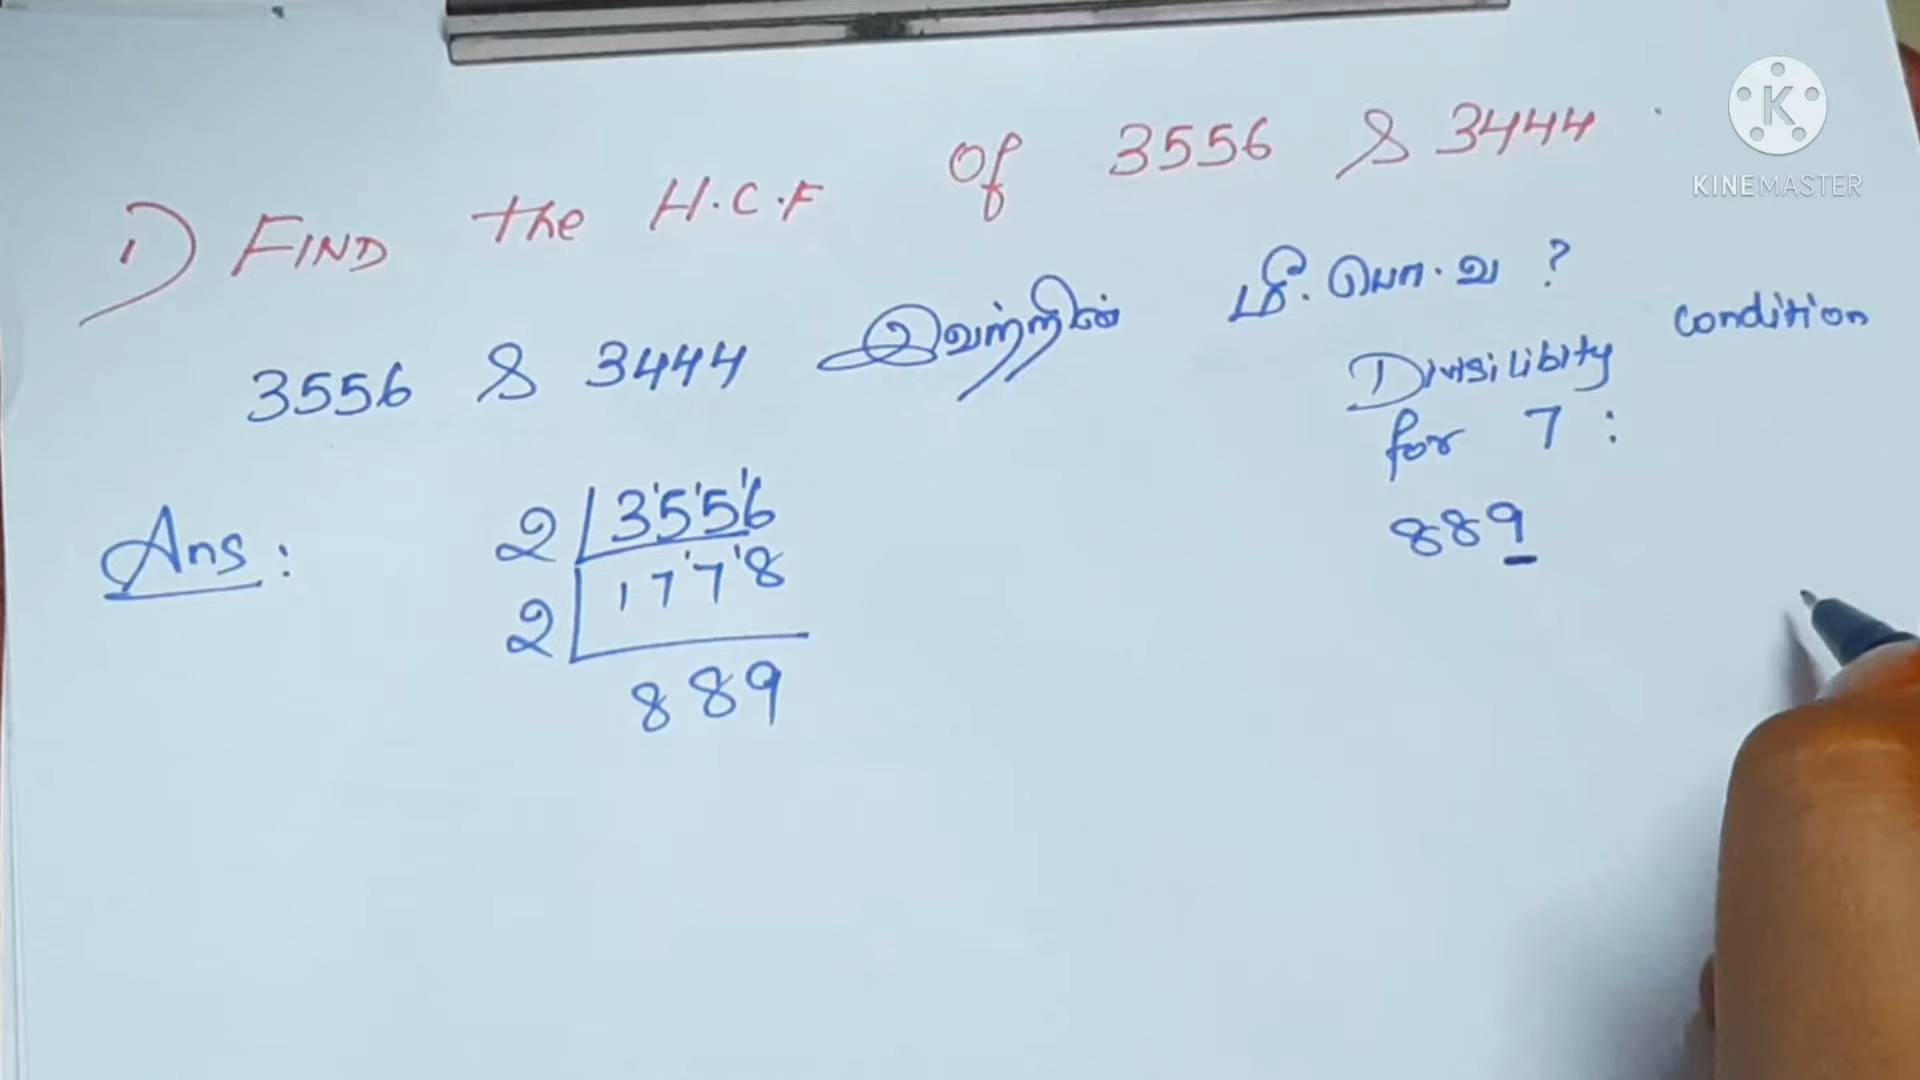 1) FIND the H.C.F of 3556 & 3444
3556 & 3444 இவற்றின் மீ.பொ.வ ?
Divisilibity condition
for 7 :
889
Ans :
2 3556
2 1778
889
KINEMASTER